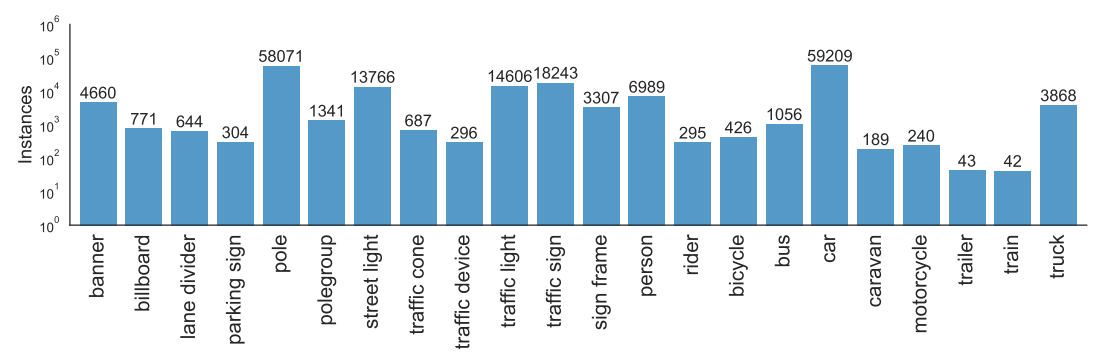 Instances
10^6
10^5
10^4
10^3
10^2
10^1
10^0
4660
771
644
304
58071
1341
13766
687
296
14606
18243
3307
6989
295
426
1056
59209
189
240
43
42
3868
banner
billboard
lane divider
parking sign
pole
polegroup
street light
traffic cone
traffic device
traffic light
traffic sign
sign frame
person
rider
bicycle
bus
car
caravan
motorcycle
trailer
train
truck